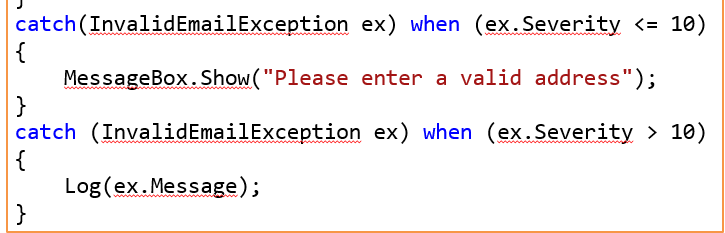 }
catch(InvalidEmailException ex) when (ex.Severity <= 10)
{
    MessageBox.Show("Please enter a valid address");
}
catch (InvalidEmailException ex) when (ex.Severity > 10)
{
    Log(ex.Message);
}